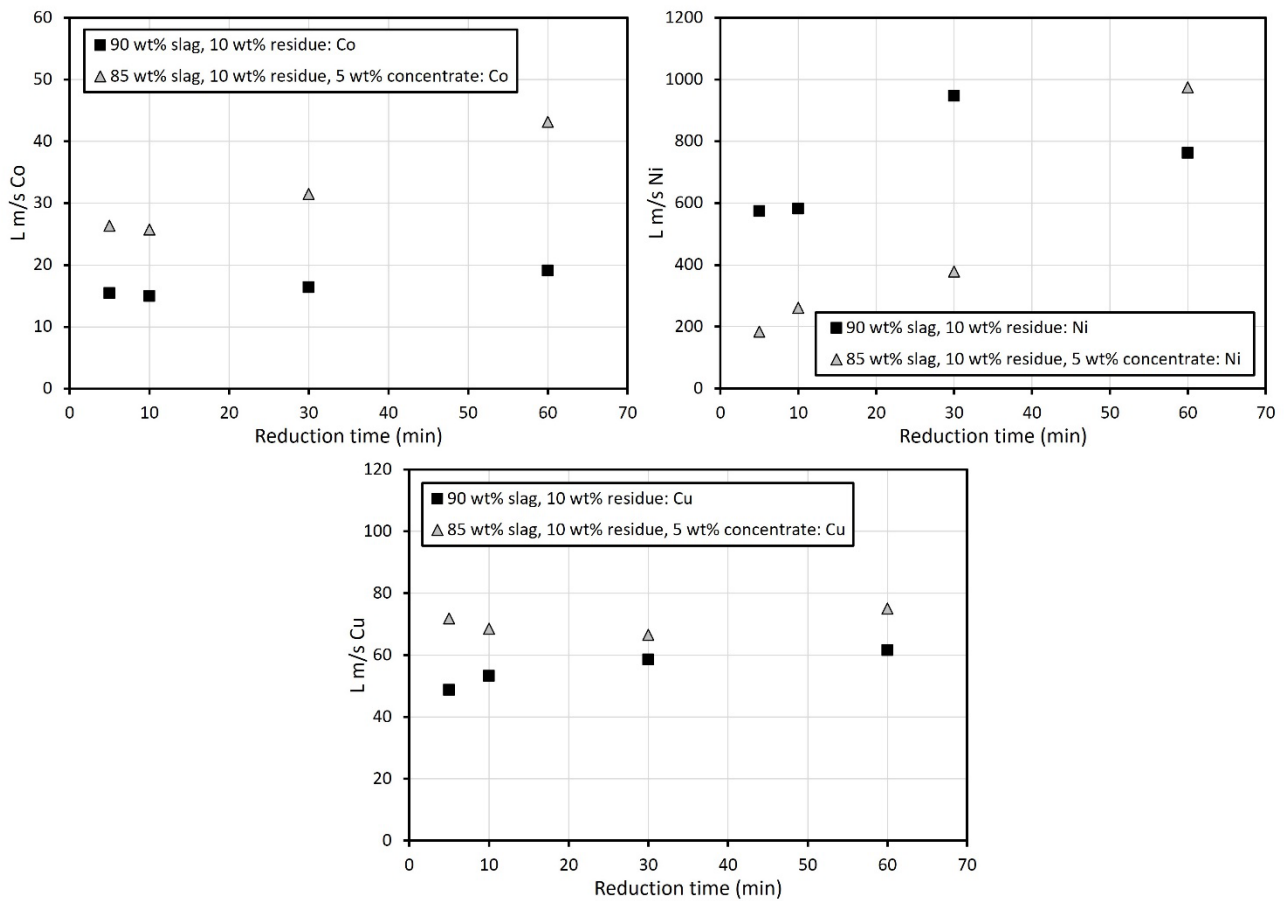 60
50
40
30
20
10
0
L m/s Co
90 wt% slag, 10 wt% residue: Co
85 wt% slag, 10 wt% residue, 5 wt% concentrate: Co
0 10 20 30 40 50 60 70
Reduction time (min)
1200
1000
800
600
400
200
0
L m/s Ni
90 wt% slag, 10 wt% residue: Ni
85 wt% slag, 10 wt% residue, 5 wt% concentrate: Ni
0 10 20 30 40 50 60 70
Reduction time (min)
120
100
80
60
40
20
0
L m/s Cu
90 wt% slag, 10 wt% residue: Cu
85 wt% slag, 10 wt% residue, 5 wt% concentrate: Cu
0 10 20 30 40 50 60 70
Reduction time (min)